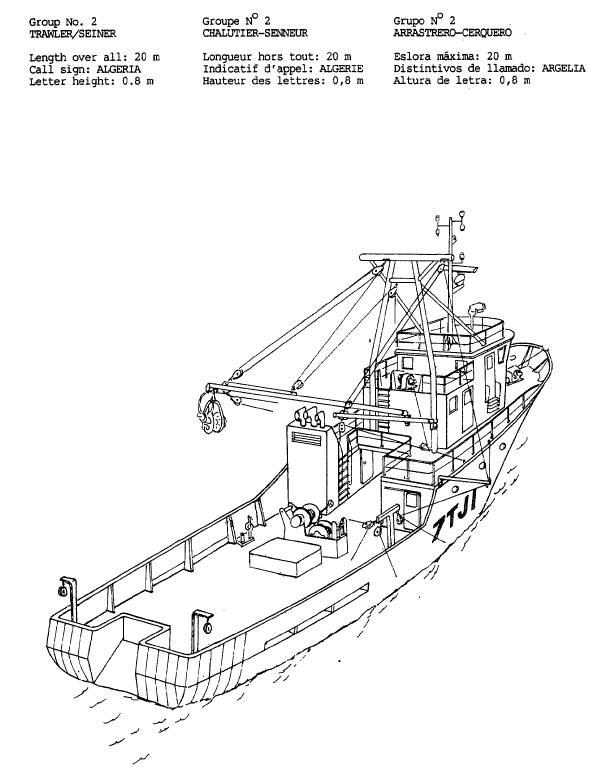 Group No. 2
TRAWLER/SEINER
Length over all: 20 m
Call sign: ALGERIA
Letter height: 0.8 m
Groupe Nº 2
CHALUTIER-SENNEUR
Longueur hors tout: 20 m
Indicatif d'appel: ALGERIE
Hauteur des lettres: 0,8 m
Grupo Nº 2
ARRASTRERO-CERQUERO
Eslora máxima: 20 m
Distintivos de llamado: ARGELIA
Altura de letra: 0,8 m
7TJI